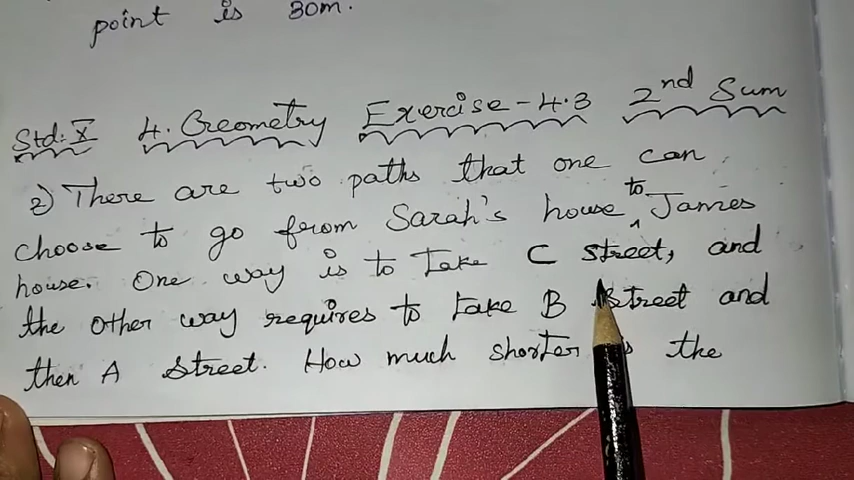 point is 30m.
Std: X 4. Geometry Exercise - 4.3 2nd Sum
2) There are two paths that one can
choose to go from Sarah's house to James
house. One way is to take C street, and
the other way requires to take B street and
then A street. How much shorter is the